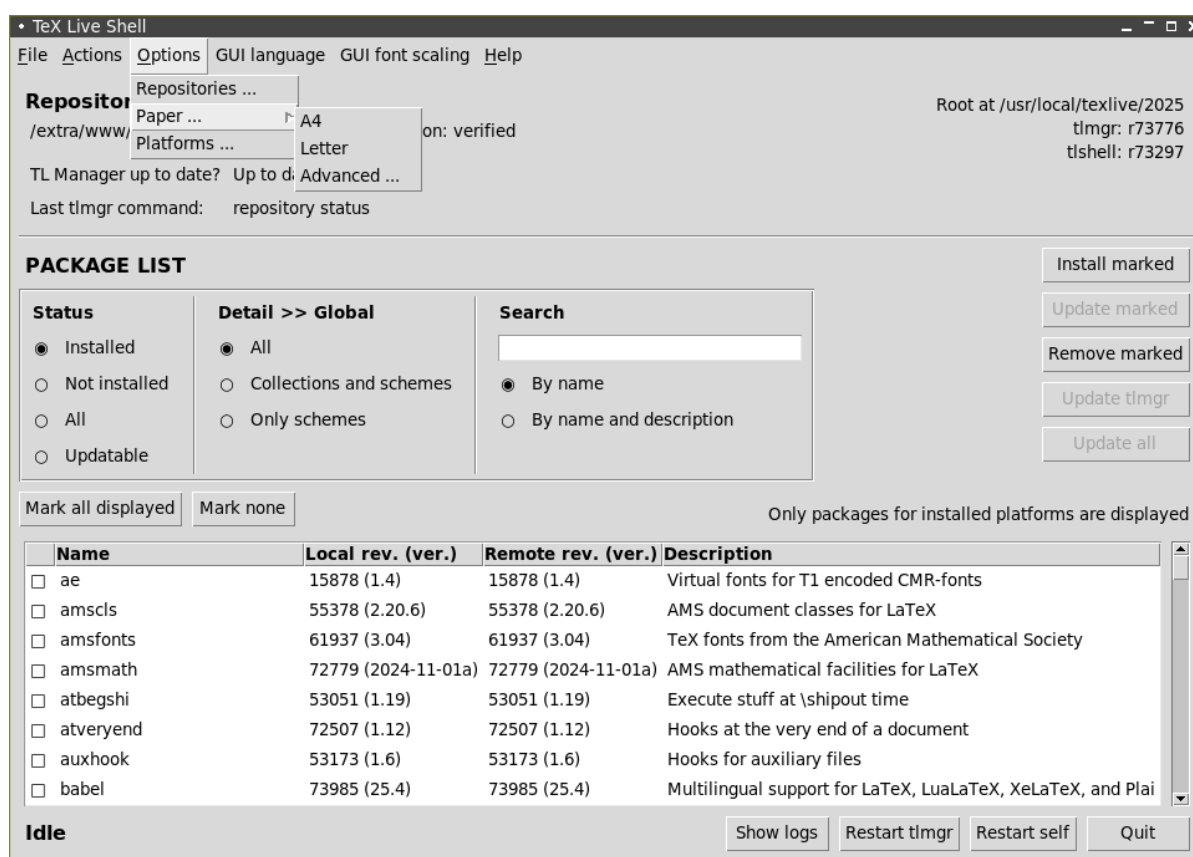 TeX Live Shell
File Actions Options GUI language GUI font scaling Help
Repositories ...
Paper ...
Platforms ...
A4
Letter
Advanced ...
Repositor
/extra/www/ on: verified
TL Manager up to date? Up to da
Last tlmgr command: repository status
Root at /usr/local/texlive/2025
tlmgr: r73776
tlshell: r73297
PACKAGE LIST
Install marked
Update marked
Remove marked
Update tlmgr
Update all
Status
Installed
Not installed
All
Updatable
Detail >> Global
All
Collections and schemes
Only schemes
Search
By name
By name and description
Mark all displayed Mark none
Only packages for installed platforms are displayed
Name Local rev. (ver.) Remote rev. (ver.) Description
ae 15878 (1.4) 15878 (1.4) Virtual fonts for T1 encoded CMR-fonts
amscls 55378 (2.20.6) 55378 (2.20.6) AMS document classes for LaTeX
amsfonts 61937 (3.04) 61937 (3.04) TeX fonts from the American Mathematical Society
amsmath 72779 (2024-11-01a) 72779 (2024-11-01a) AMS mathematical facilities for LaTeX
atbegshi 53051 (1.19) 53051 (1.19) Execute stuff at \shipout time
atveryend 72507 (1.12) 72507 (1.12) Hooks at the very end of a document
auxhook 53173 (1.6) 53173 (1.6) Hooks for auxiliary files
babel 73985 (25.4) 73985 (25.4) Multilingual support for LaTeX, LuaLaTeX, XeLaTeX, and Plai
Idle Show logs Restart tlmgr Restart self Quit